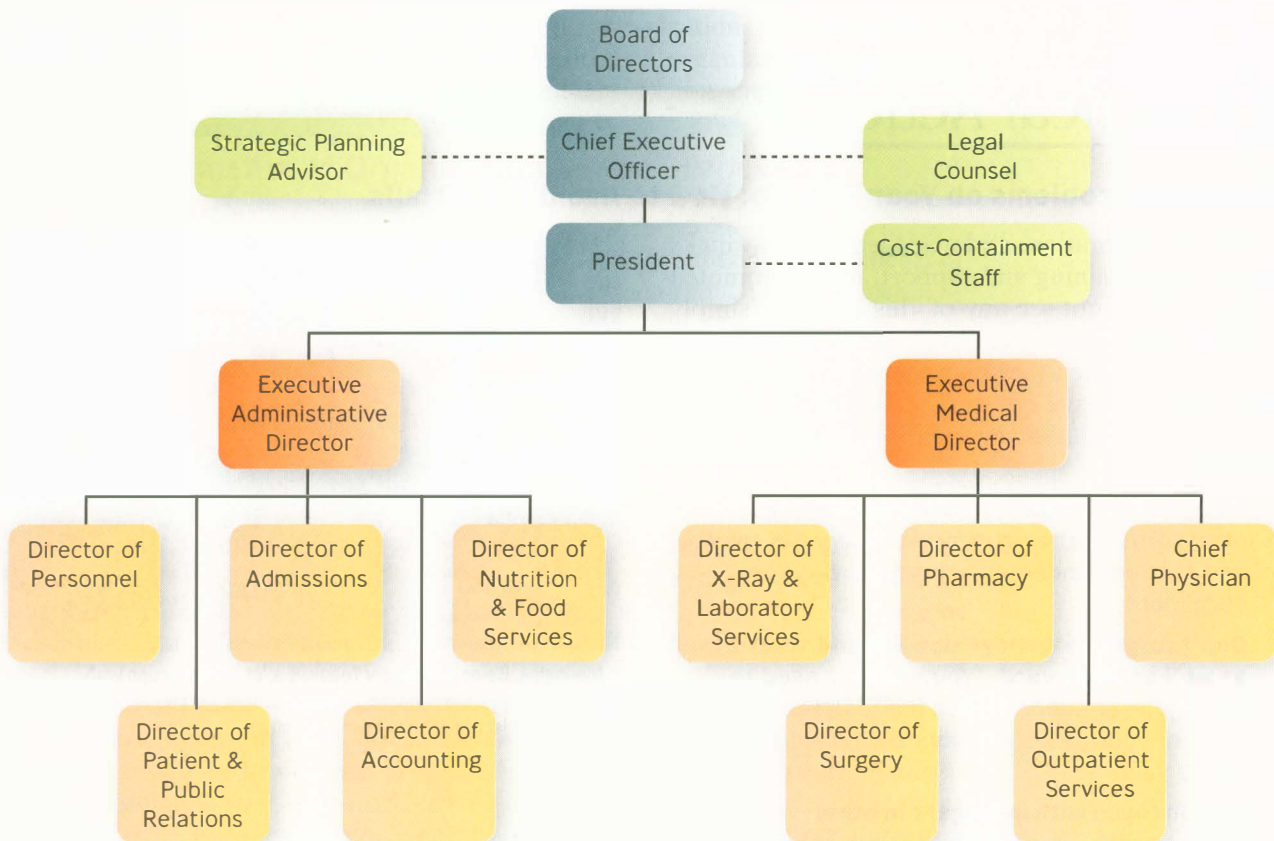 Board of
Directors
Strategic Planning
Advisor
Chief Executive
Officer
Legal
Counsel
President
Cost-Containment
Staff
Executive
Administrative
Director
Executive
Medical
Director
Director of
Personnel
Director of
Admissions
Director of
Nutrition
& Food
Services
Director of
X-Ray &
Laboratory
Services
Director of
Pharmacy
Chief
Physician
Director of
Patient &
Public
Relations
Director of
Accounting
Director of
Surgery
Director of
Outpatient
Services